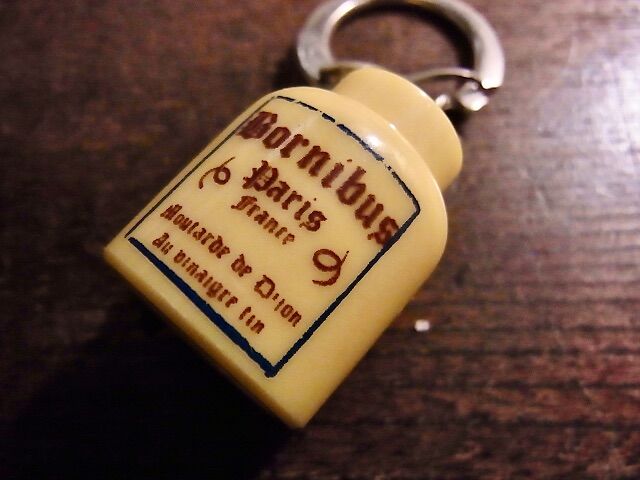 Bornibus
Paris
France
Moutarde de Dijon
Au vinaigre fin